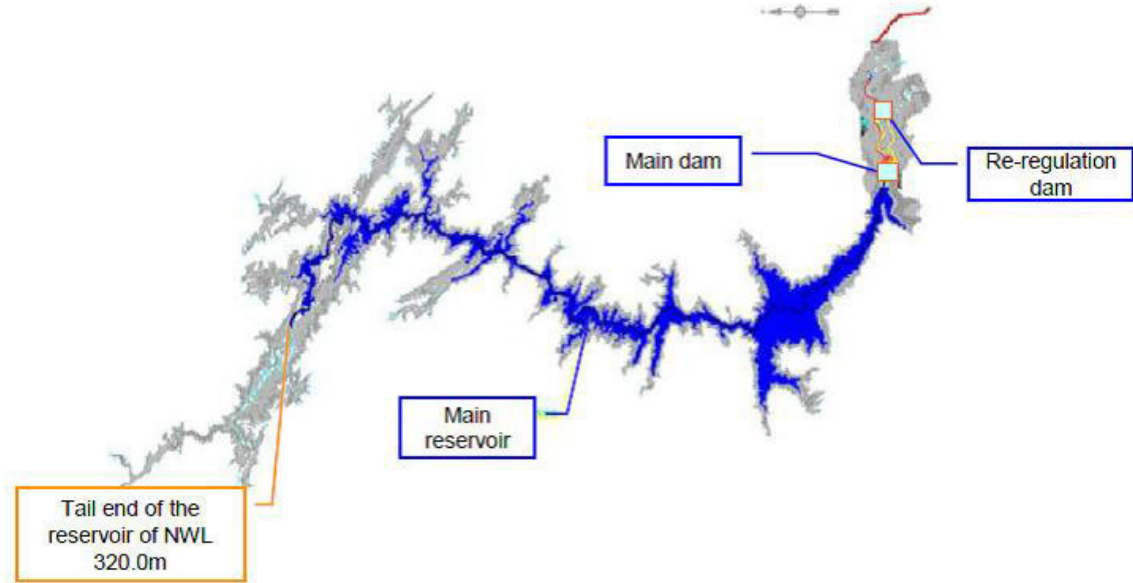 Main dam
Re-regulation
dam
Main
reservoir
Tail end of the
reservoir of NWL
320.0m